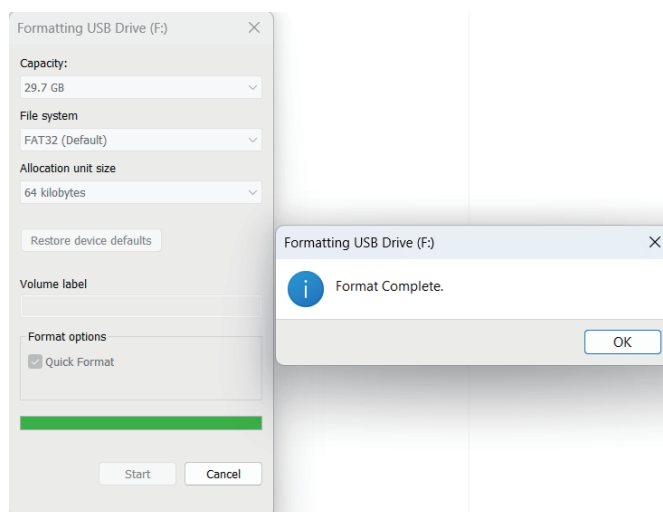 Formatting USB Drive (F:)
Capacity:
29.7 GB
File system
FAT32 (Default)
Allocation unit size
64 kilobytes
Restore device defaults
Volume label
Format options
Quick Format
Start
Cancel
Formatting USB Drive (F:)
Format Complete.
OK